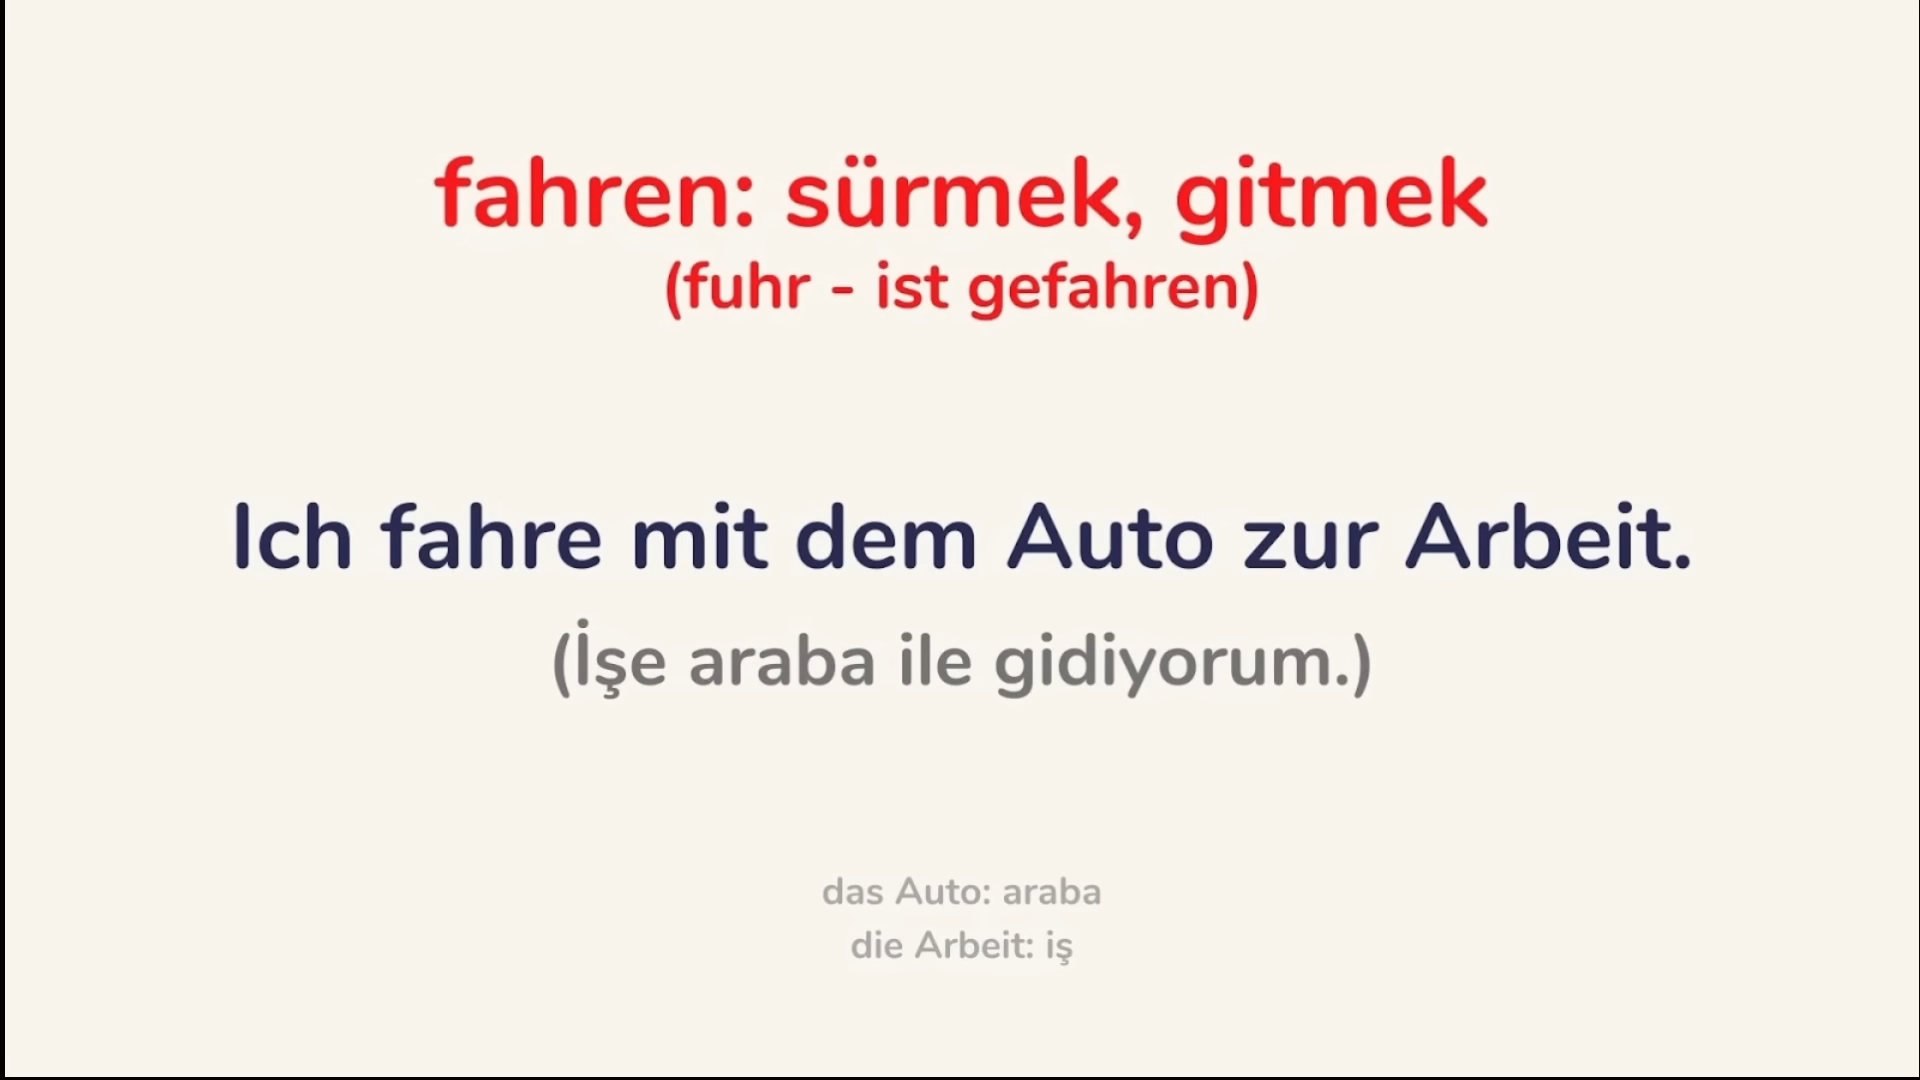 fahren: sürmek, gitmek
(fuhr - ist gefahren)
Ich fahre mit dem Auto zur Arbeit.
(İşe araba ile gidiyorum.)
das Auto: araba
die Arbeit: iş